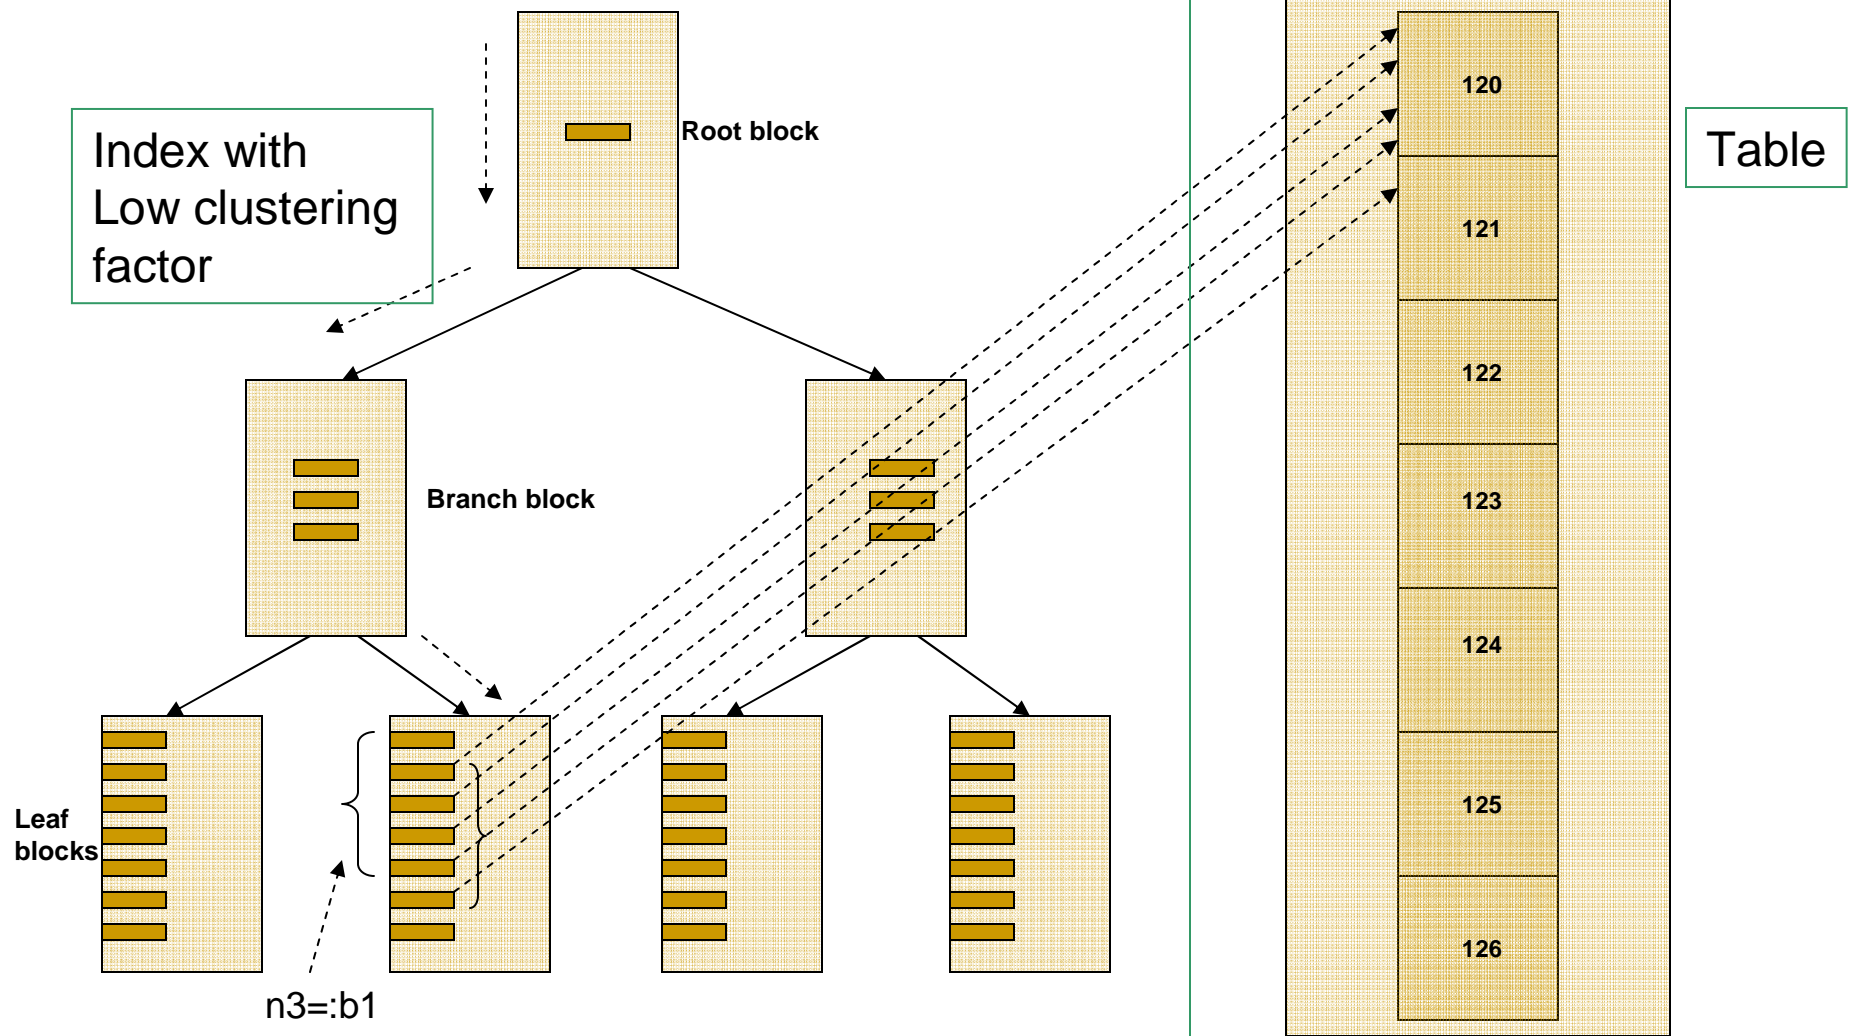 Index with
Low clustering
factor
Root block
Branch block
Leaf
blocks
n3=:b1
Table
120
121
122
123
124
125
126